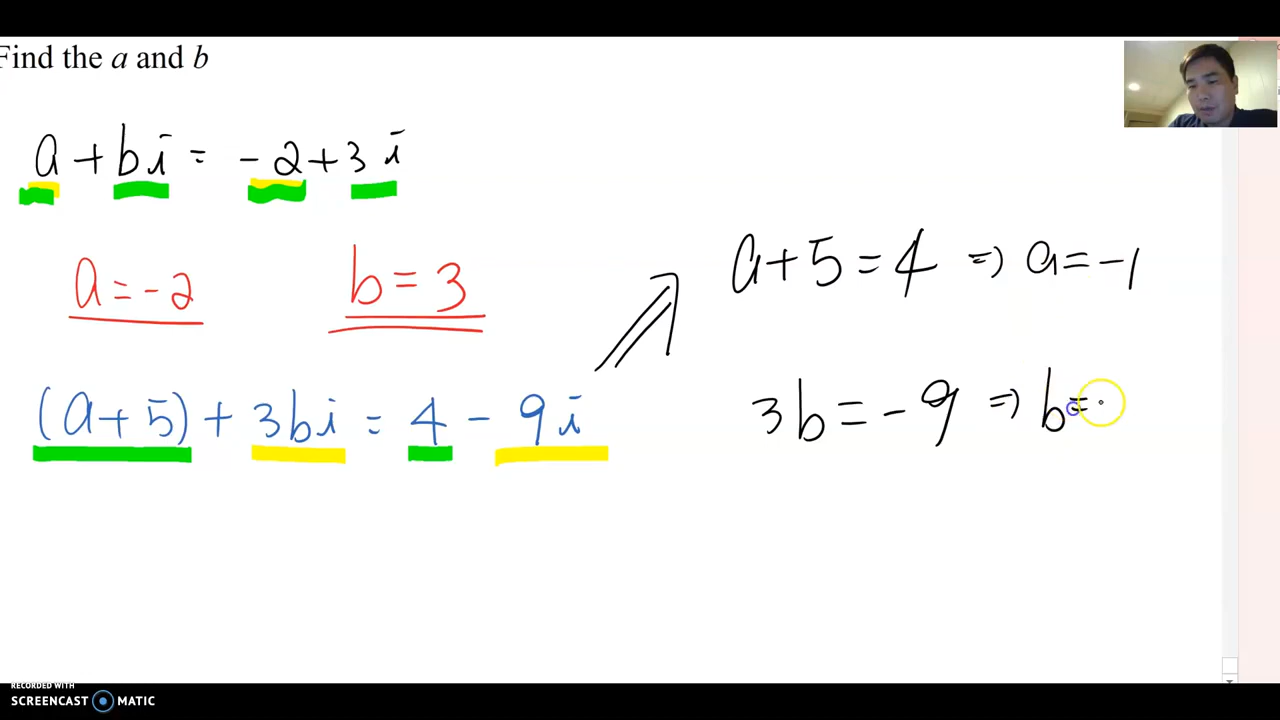 Find the a and b
a + bi = -2 + 3i
a = -2
b = 3
(a + 5) + 3bi = 4 - 9i
a + 5 = 4 => a = -1
3b = -9 => b =
RECORDED WITH
SCREENCAST MATIC